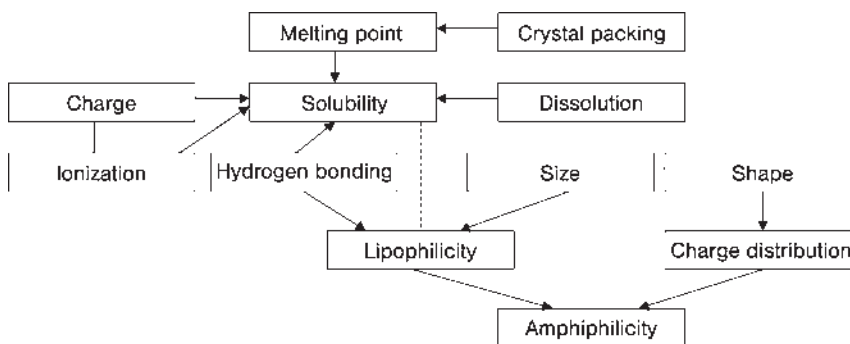 Melting point
Crystal packing
Charge
Solubility
Dissolution
Ionization
Hydrogen bonding
Size
Shape
Lipophilicity
Charge distribution
Amphiphilicity